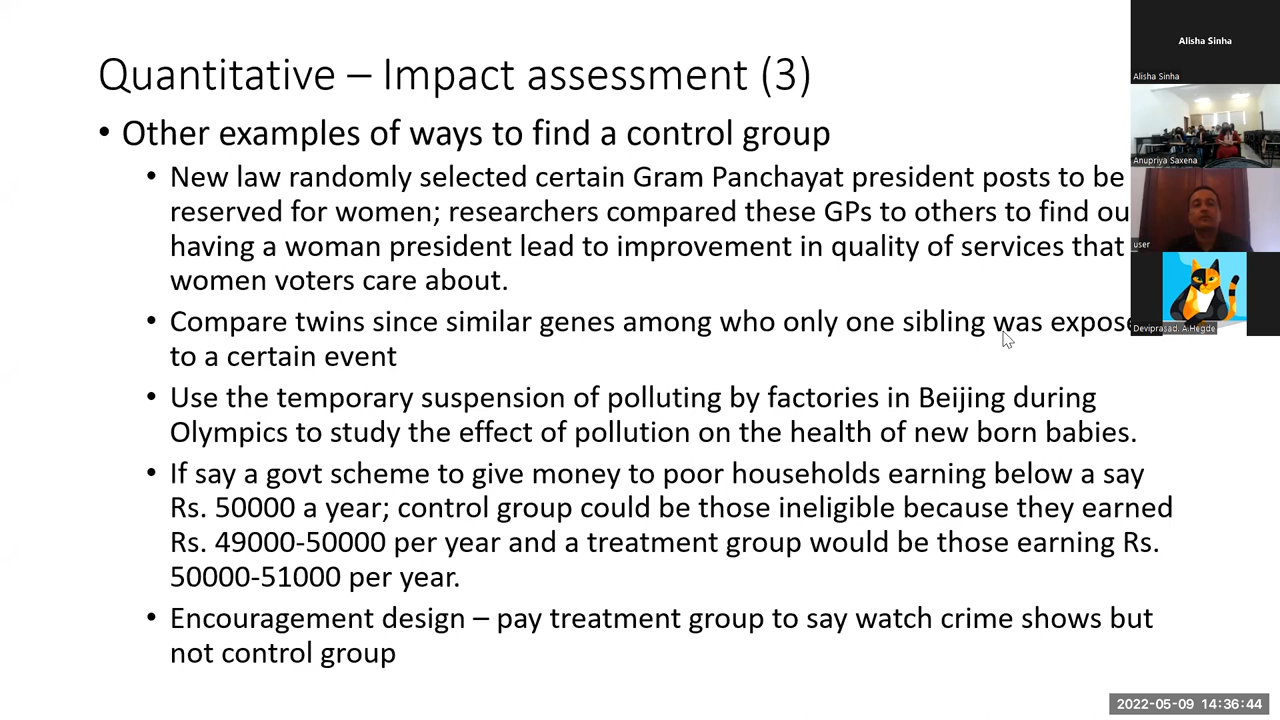 Quantitative – Impact assessment (3)
• Other examples of ways to find a control group
• New law randomly selected certain Gram Panchayat president posts to be
reserved for women; researchers compared these GPs to others to find ou
having a woman president lead to improvement in quality of services that
women voters care about.
• Compare twins since similar genes among who only one sibling was expose
to a certain event
• Use the temporary suspension of polluting by factories in Beijing during
Olympics to study the effect of pollution on the health of new born babies.
• If say a govt scheme to give money to poor households earning below a say
Rs. 50000 a year; control group could be those ineligible because they earned
Rs. 49000-50000 per year and a treatment group would be those earning Rs.
50000-51000 per year.
• Encouragement design – pay treatment group to say watch crime shows but
not control group
Alisha Sinha
Alisha Sinha
Anupriya Saxena
user
Deviprasad. A Hegde
2022-05-09 14:36:44